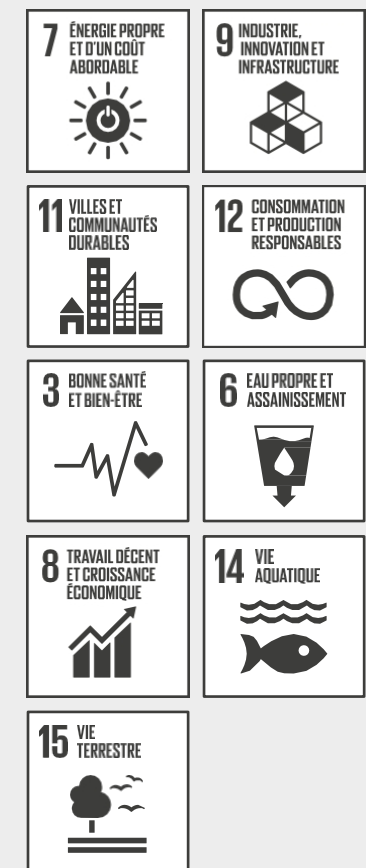 7 ÉNERGIE PROPRE
ET D'UN COÛT
ABORDABLE
9 INDUSTRIE,
INNOVATION ET
INFRASTRUCTURE
11 VILLES ET
COMMUNAUTÉS
DURABLES
12 CONSOMMATION
ET PRODUCTION
RESPONSABLES
3 BONNE SANTÉ
ET BIEN-ÊTRE
6 EAU PROPRE ET
ASSAINISSEMENT
8 TRAVAIL DÉCENT
ET CROISSANCE
ÉCONOMIQUE
14 VIE
AQUATIQUE
15 VIE
TERRESTRE